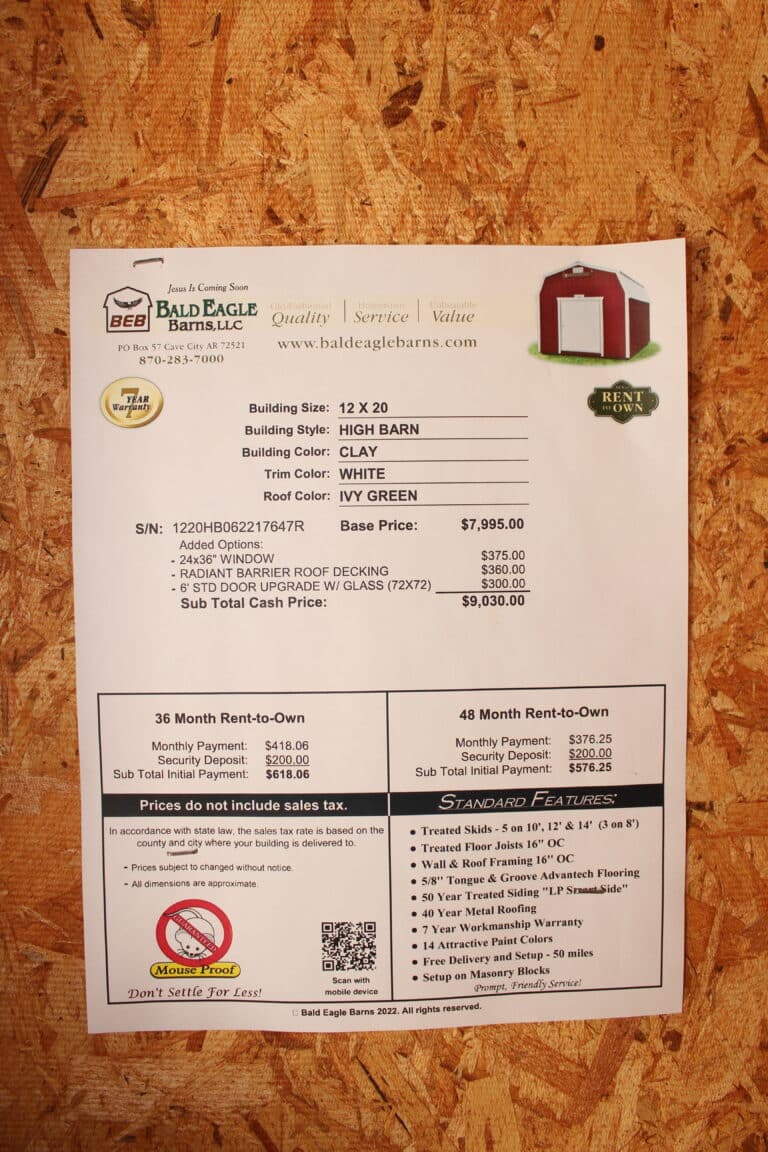 Jesus Is Coming Soon
BEB
BALD EAGLE
BARNS, LLC
Quality | Service | Value
PO Box 57 Cave City AR 72521
870-283-7000
www.baldeaglebarns.com
7 YEAR
Warranty
RENT
TO OWN
Building Size: 12 X 20
Building Style: HIGH BARN
Building Color: CLAY
Trim Color: WHITE
Roof Color: IVY GREEN
S/N: 1220HB062217647R Base Price: $7,995.00
Added Options:
- 24x36" WINDOW $375.00
- RADIANT BARRIER ROOF DECKING $360.00
- 6' STD DOOR UPGRADE W/ GLASS (72X72) $300.00
Sub Total Cash Price: $9,030.00
36 Month Rent-to-Own
Monthly Payment: $418.06
Security Deposit: $200.00
Sub Total Initial Payment: $618.06
48 Month Rent-to-Own
Monthly Payment: $376.25
Security Deposit: $200.00
Sub Total Initial Payment: $576.25
Prices do not include sales tax.
In accordance with state law, the sales tax rate is based on the
county and city where your building is delivered to.
- Prices subject to changed without notice.
- All dimensions are approximate.
GUARANTEED
Mouse Proof
Don't Settle For Less!
Scan with
mobile device
STANDARD FEATURES:
• Treated Skids - 5 on 10', 12' & 14' (3 on 8')
• Treated Floor Joists 16" OC
• Wall & Roof Framing 16" OC
• 5/8" Tongue & Groove Advantech Flooring
• 50 Year Treated Siding "LP Smart Side"
• 40 Year Metal Roofing
• 7 Year Workmanship Warranty
• 14 Attractive Paint Colors
• Free Delivery and Setup - 50 miles
• Setup on Masonry Blocks
Prompt, Friendly Service!
Bald Eagle Barns 2022. All rights reserved.